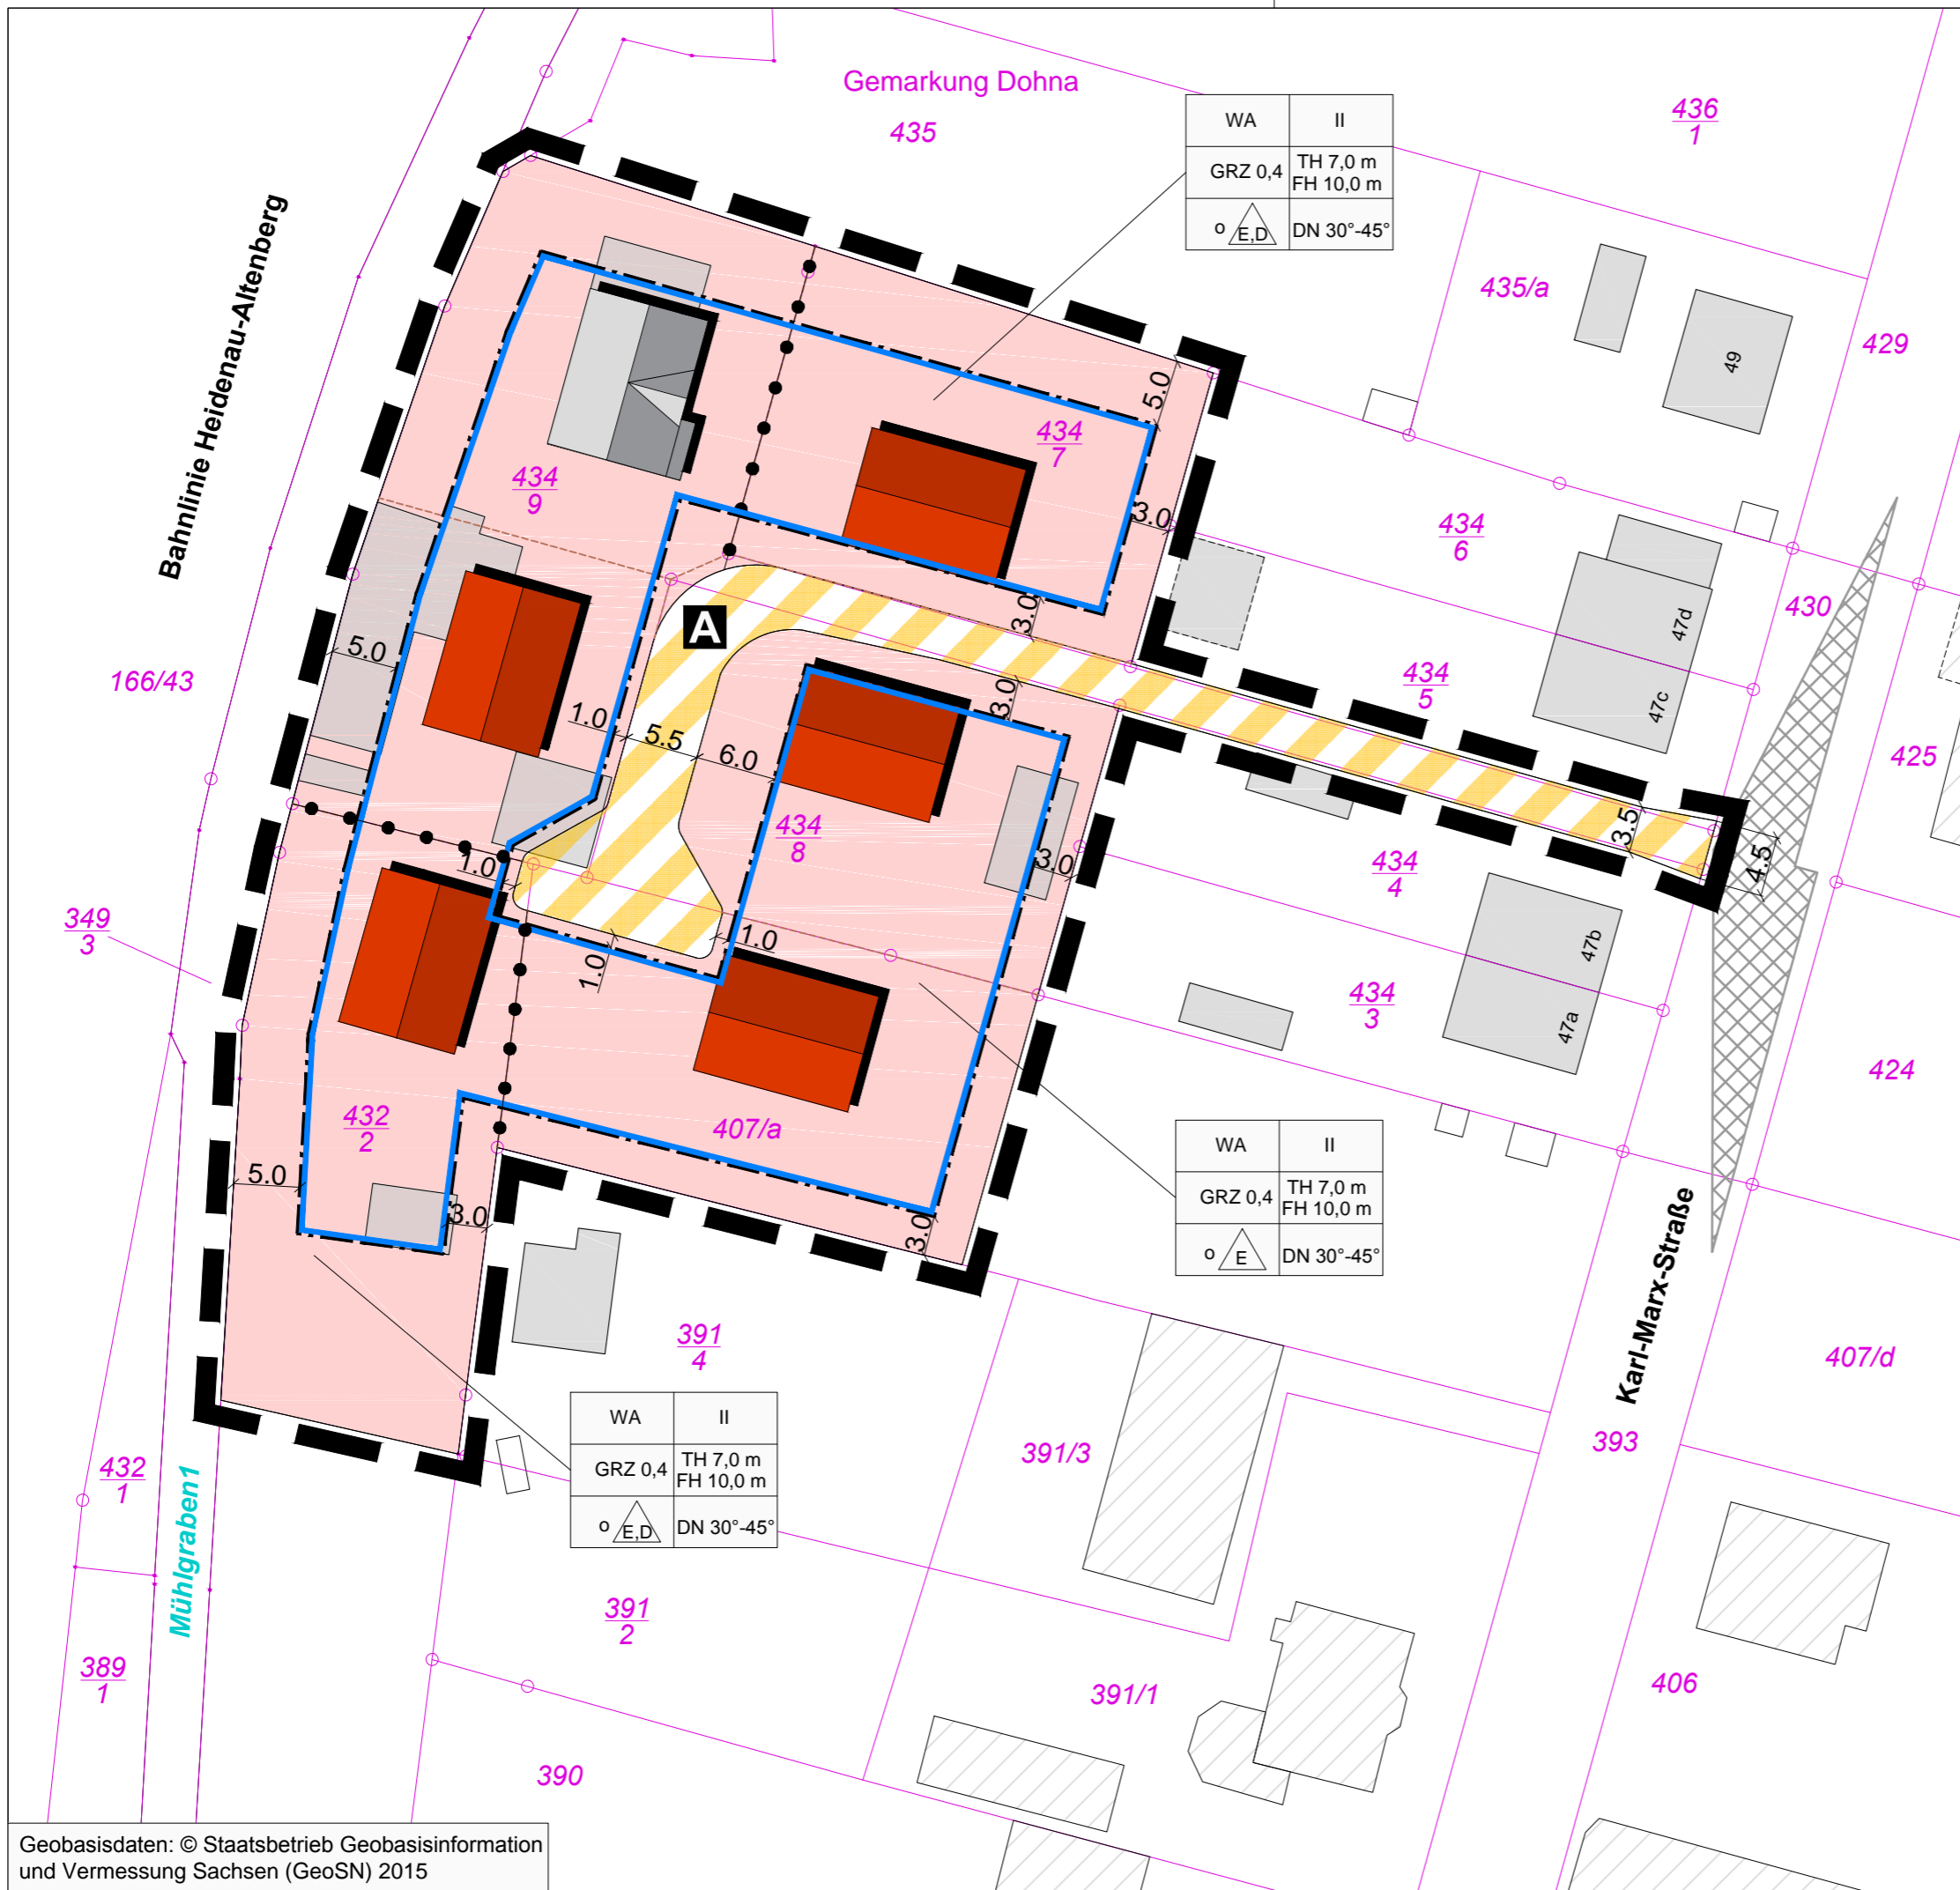 Gemarkung Dohna
435
436
1
WA II
GRZ 0,4 TH 7,0 m
FH 10,0 m
o E,D DN 30°-45°
Bahnlinie Heidenau-Altenberg
435/a
49
429
5.0
434
7
434
9
3.0
434
6
47d
430
3.0
A
5.0
166/43
434
5
47c
3.0
1.0
5.5
6.0
425
434
8
3.5
4.5
3.0
434
4
1.0
349
3
1.0
1.0
47b
434
3
47a
424
432
2
407/a
WA II
GRZ 0,4 TH 7,0 m
FH 10,0 m
o E DN 30°-45°
5.0
3.0
3.0
Karl-Marx-Straße
391
4
407/d
WA II
GRZ 0,4 TH 7,0 m
FH 10,0 m
o E,D DN 30°-45°
391/3
393
432
1
Mühlgraben1
391
2
389
1
391/1
406
390
Geobasisdaten: © Staatsbetrieb Geobasisinformation
und Vermessung Sachsen (GeoSN) 2015